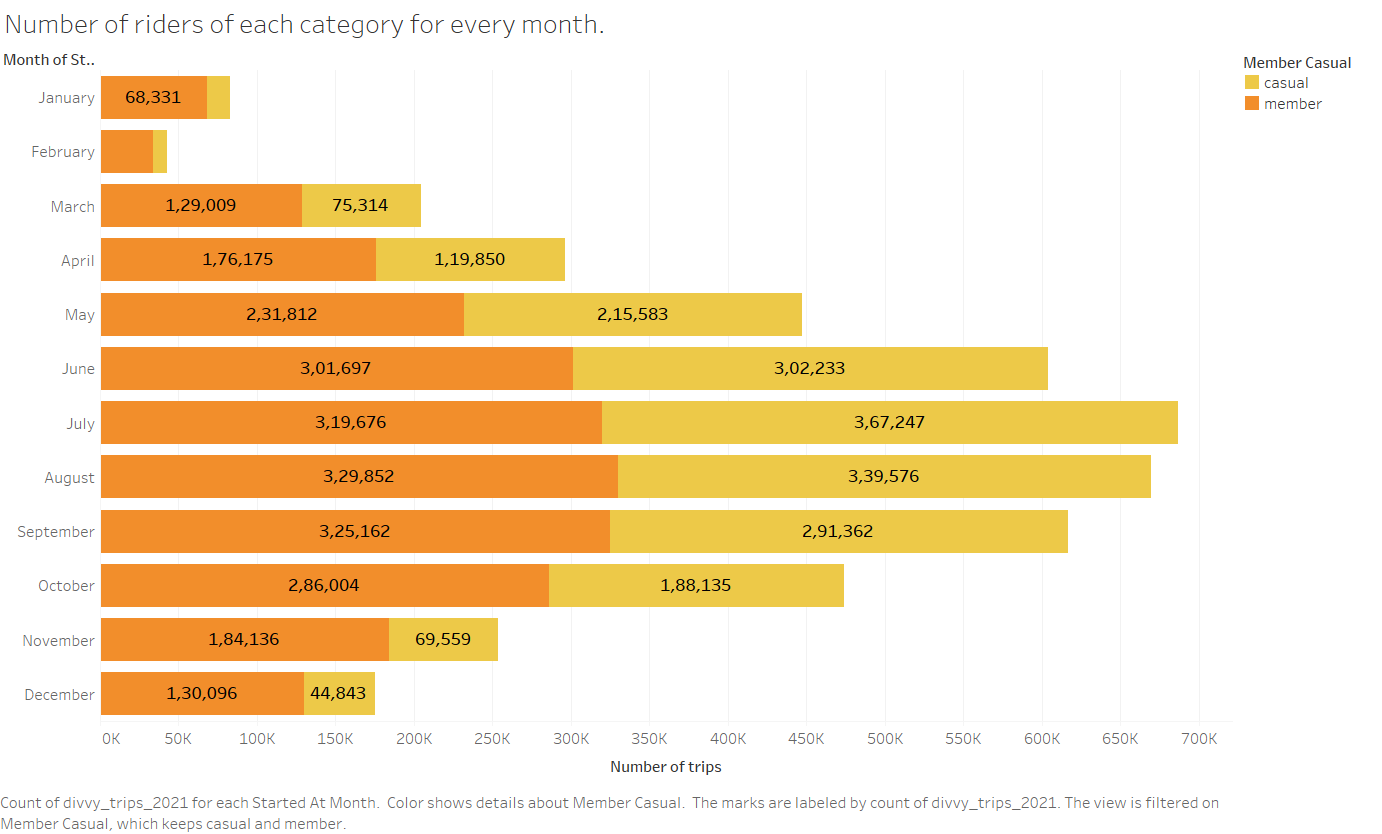 Number of riders of each category for every month.
Month of St..
Member Casual
casual
member
January 68,331
February
March 1,29,009 75,314
April 1,76,175 1,19,850
May 2,31,812 2,15,583
June 3,01,697 3,02,233
July 3,19,676 3,67,247
August 3,29,852 3,39,576
September 3,25,162 2,91,362
October 2,86,004 1,88,135
November 1,84,136 69,559
December 1,30,096 44,843
0K 50K 100K 150K 200K 250K 300K 350K 400K 450K 500K 550K 600K 650K 700K
Number of trips
Count of divvy_trips_2021 for each Started At Month.  Color shows details about Member Casual.  The marks are labeled by count of divvy_trips_2021. The view is filtered on
Member Casual, which keeps casual and member.